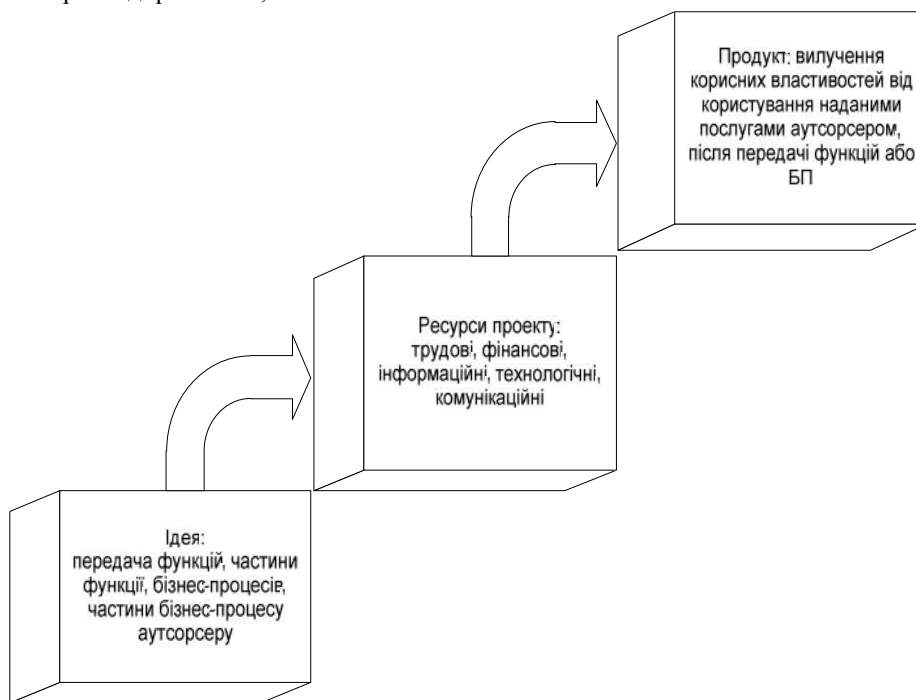 Продукт: вилучення
корисних властивостей від
користування наданими
послугами аутсорсером,
після передачі функцій або
БП
Ресурси проекту:
трудові, фінансові,
інформаційні, технологічні,
комунікаційні
Ідея:
передача функцій, частини
функції, бізнес-процесів,
частини бізнес-процесу
аутсорсеру